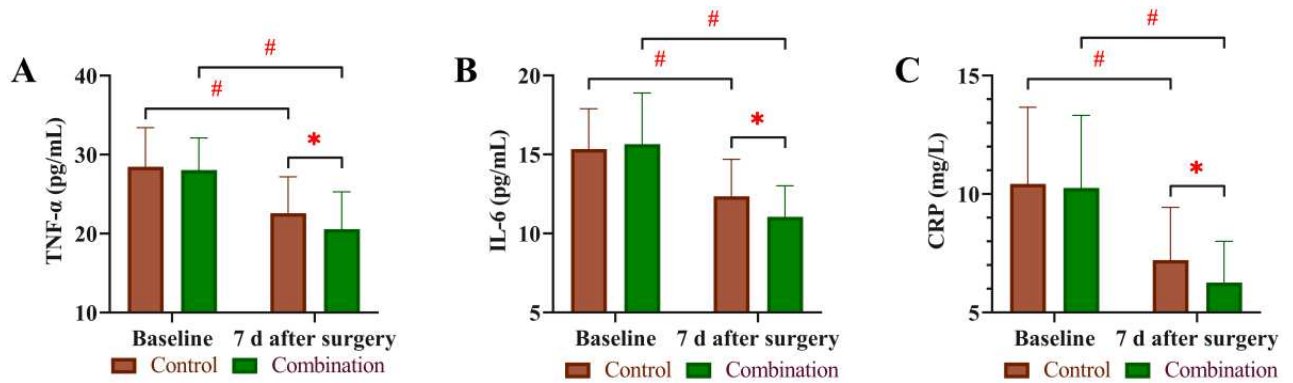 A
TNF-α (pg/mL)
40
30
20
10
#
#
*
Baseline
7 d after surgery
Control
Combination
B
IL-6 (pg/mL)
20
15
10
5
#
#
*
Baseline
7 d after surgery
Control
Combination
C
CRP (mg/L)
15
10
5
#
#
*
Baseline
7 d after surgery
Control
Combination